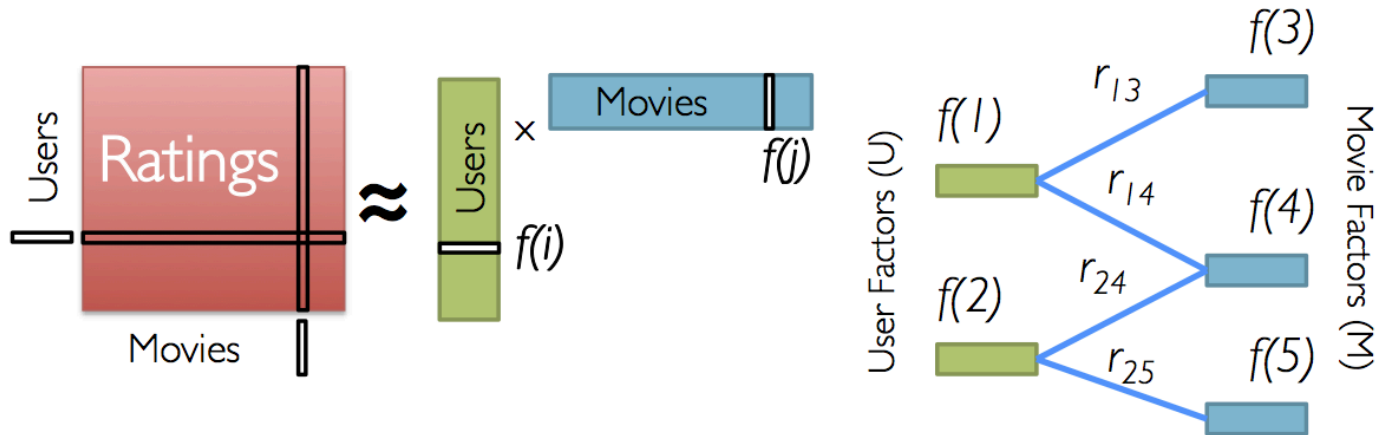 Users
Ratings
Movies
≈
Users
f(i)
×
Movies
f(j)
User Factors (U)
f(1)
f(2)
r13
r14
r24
r25
f(3)
f(4)
f(5)
Movie Factors (M)